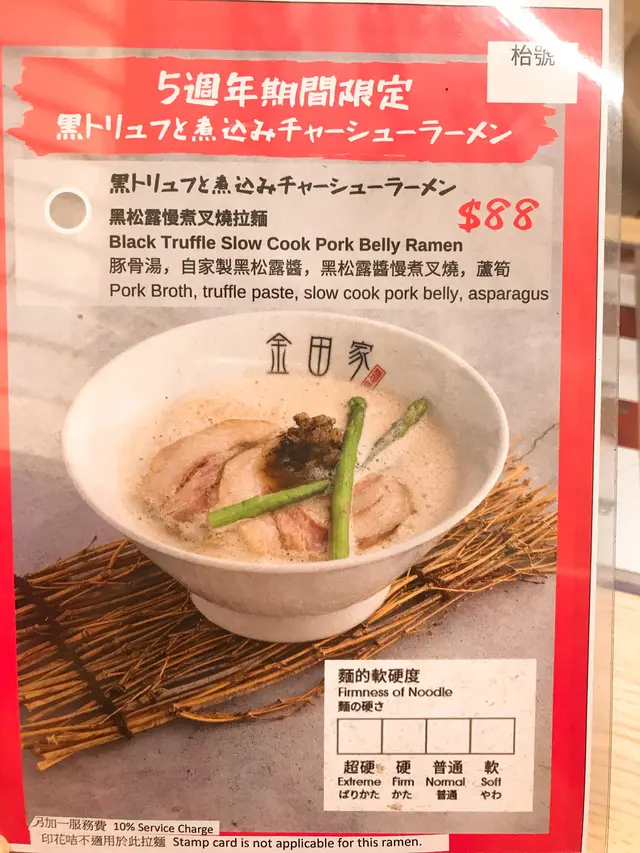 枱號
5週年期間限定
黒トリュフと煮込みチャーシューラーメン
黒トリュフと煮込みチャーシューラーメン
黑松露慢煮叉燒拉麵
$88
Black Truffle Slow Cook Pork Belly Ramen
豚骨湯，自家製黑松露醬，黑松露醬慢煮叉燒，蘆筍
Pork Broth, truffle paste, slow cook pork belly, asparagus
金田家
麵的軟硬度
Firmness of Noodle
麵の硬さ
超硬 硬 普通 軟
Extreme Firm Normal Soft
ばりかた かた 普通 やわ
另加一服務費 10% Service Charge
印花咭不適用於此拉麵 Stamp card is not applicable for this ramen.